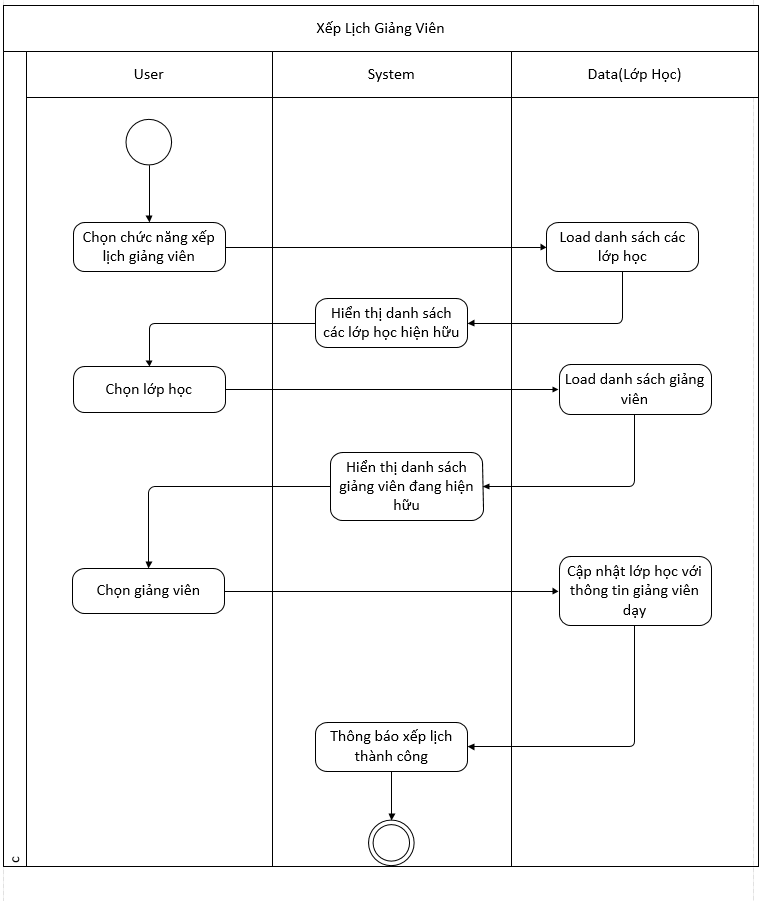 Xếp Lịch Giảng Viên
User
System
Data(Lớp Học)
Chọn chức năng xếp
lịch giảng viên
Load danh sách các
lớp học
Hiển thị danh sách
các lớp học hiện hữu
Chọn lớp học
Load danh sách giảng
viên
Hiển thị danh sách
giảng viên đang hiện
hữu
Chọn giảng viên
Cập nhật lớp học với
thông tin giảng viên
dạy
Thông báo xếp lịch
thành công
C